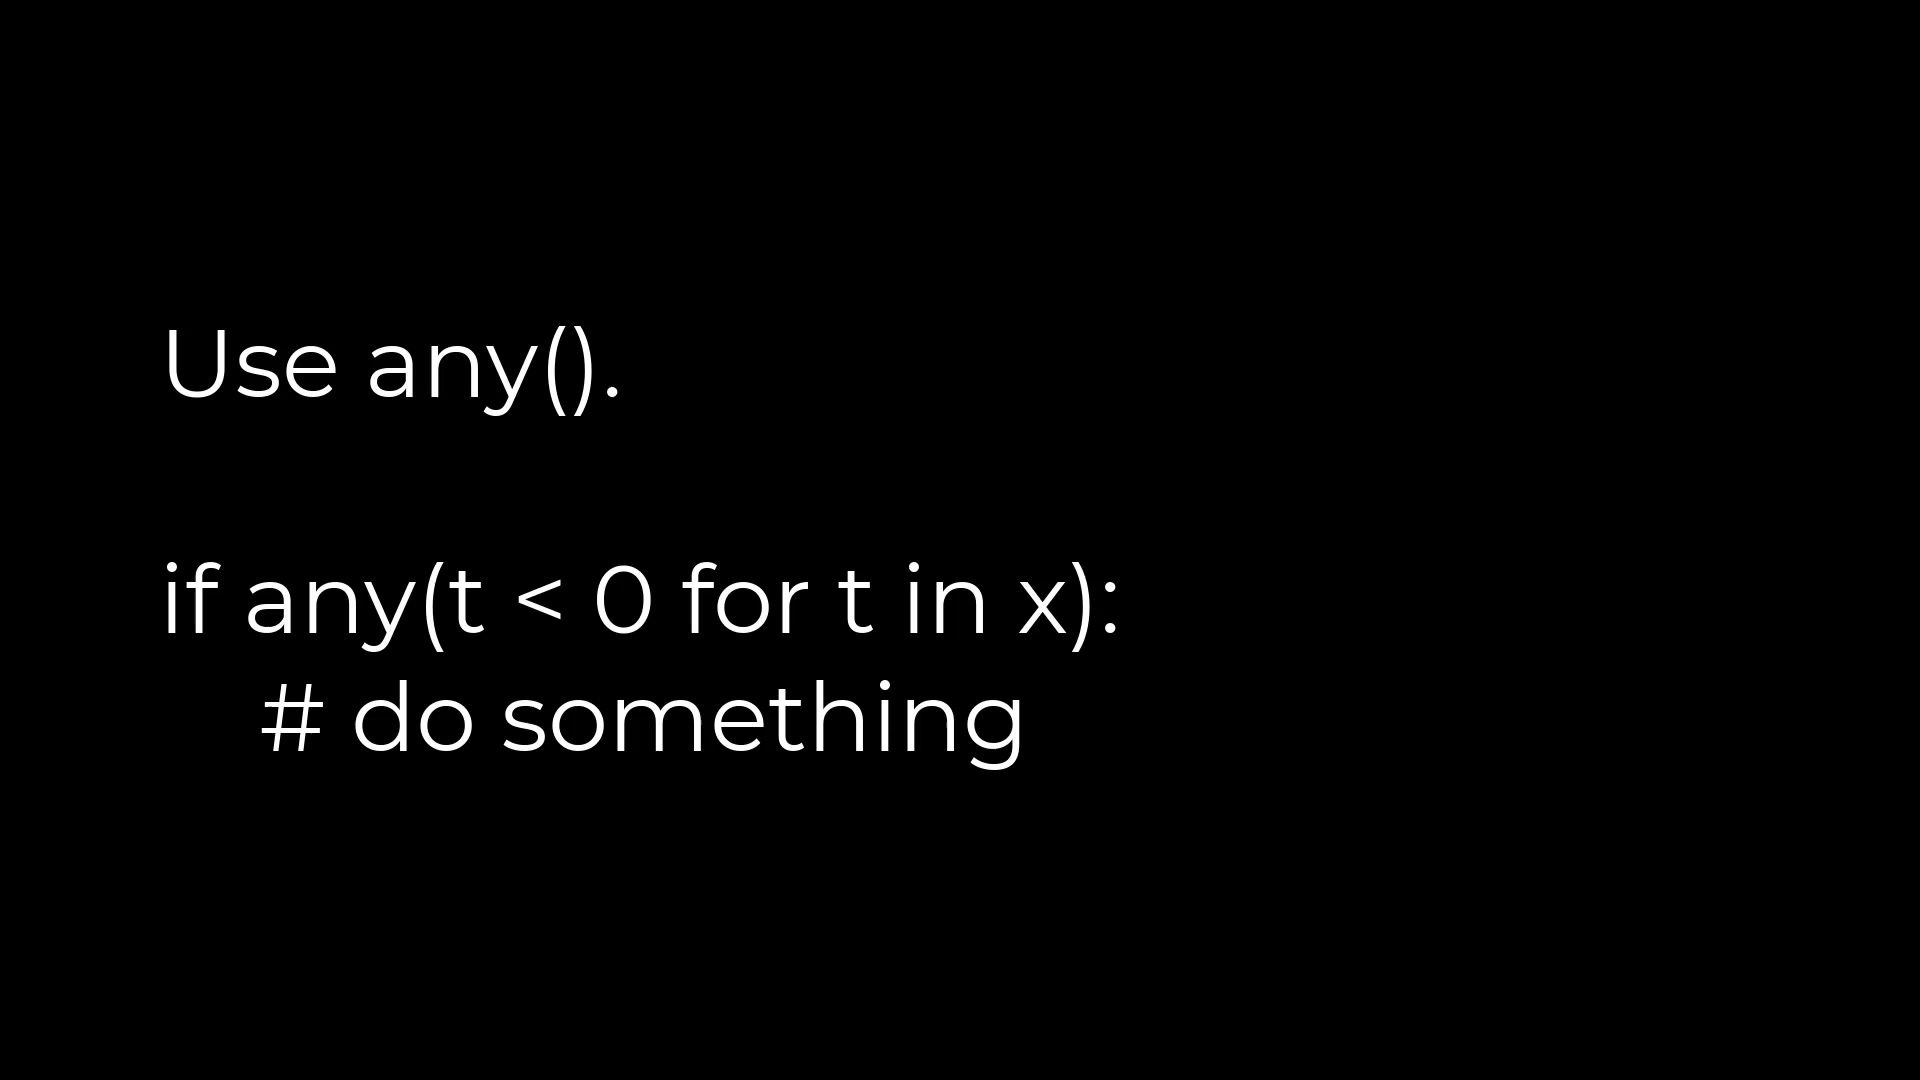 Use any().
if any(t < 0 for t in x):
    # do something